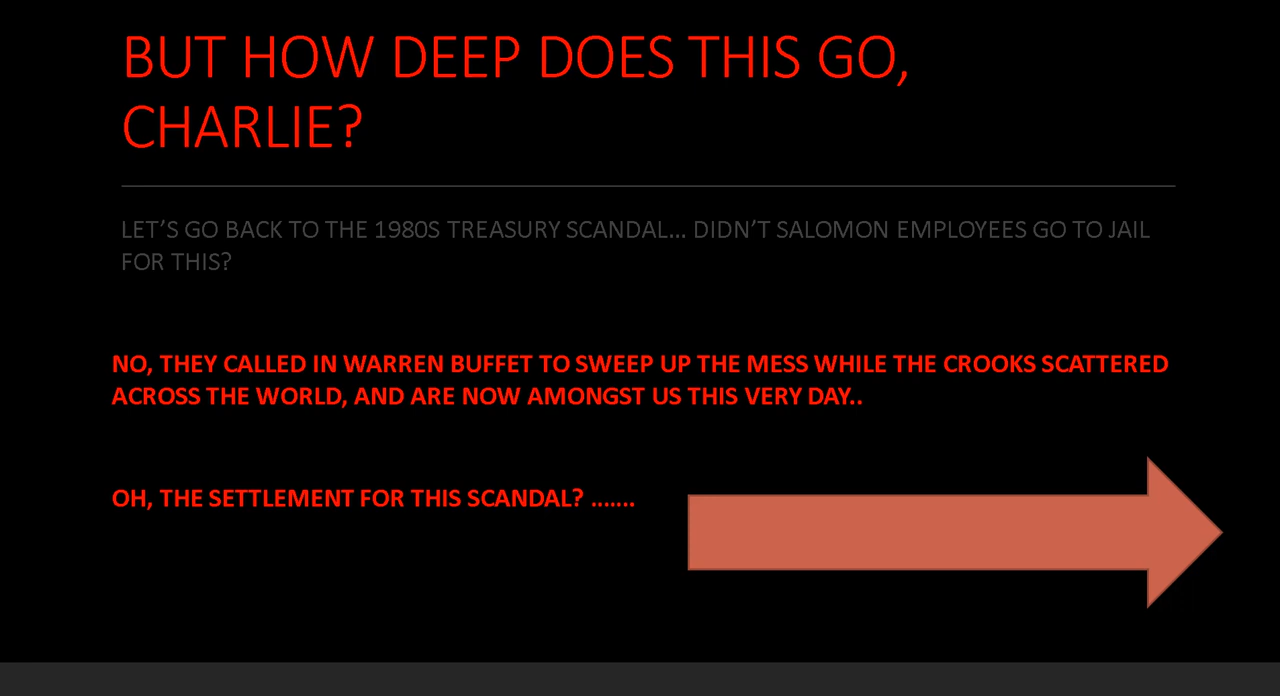 BUT HOW DEEP DOES THIS GO,
CHARLIE?
LET’S GO BACK TO THE 1980S TREASURY SCANDAL… DIDN’T SALOMON EMPLOYEES GO TO JAIL
FOR THIS?
NO, THEY CALLED IN WARREN BUFFET TO SWEEP UP THE MESS WHILE THE CROOKS SCATTERED
ACROSS THE WORLD, AND ARE NOW AMONGST US THIS VERY DAY..
OH, THE SETTLEMENT FOR THIS SCANDAL? …….